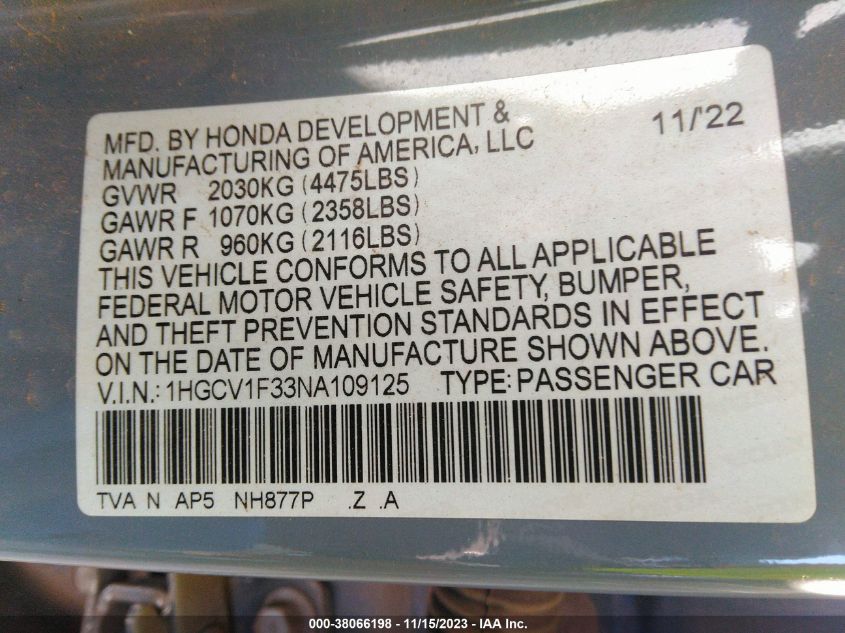 MFD. BY HONDA DEVELOPMENT & 11/'22
MANUFACTURING OF AMERICA, LLC
GVWR 2030KG (4475LBS)
GAWR F 1070KG (2358LBS)
GAWR R 960KG (2116LBS)
THIS VEHICLE CONFORMS TO ALL APPLICABLE
FEDERAL MOTOR VEHICLE SAFETY, BUMPER,
AND THEFT PREVENTION STANDARDS IN EFFECT
ON THE DATE OF MANUFACTURE SHOWN ABOVE.
V.I.N.: 1HGCV1F33NA109125 TYPE: PASSENGER CAR
TVA N AP5 NH877P .Z .A
000-38066198 - 11/15/2023 - IAA Inc.